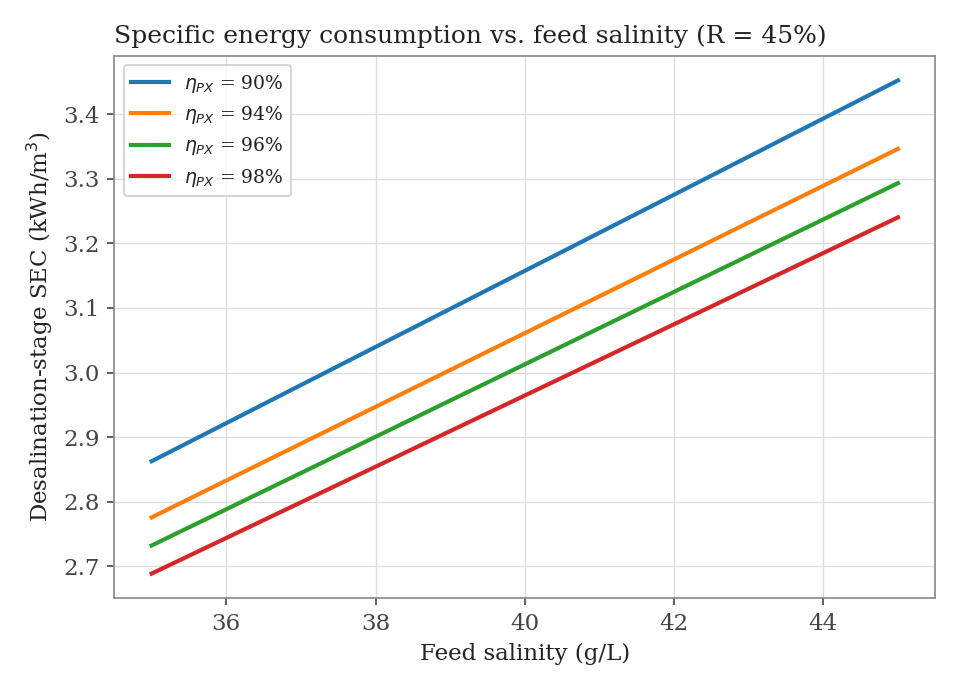 Specific energy consumption vs. feed salinity (R = 45%)
η_PX = 90%
η_PX = 94%
η_PX = 96%
η_PX = 98%
Desalination-stage SEC (kWh/m³)
3.4
3.3
3.2
3.1
3.0
2.9
2.8
2.7
36 38 40 42 44
Feed salinity (g/L)